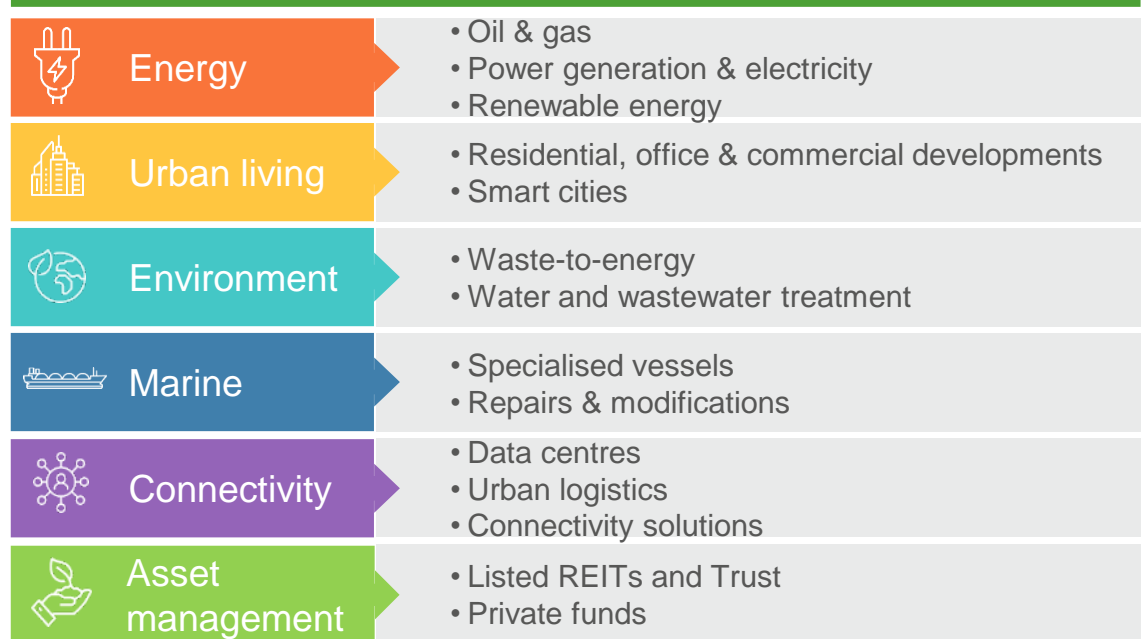 Energy
• Oil & gas
• Power generation & electricity
• Renewable energy
Urban living
• Residential, office & commercial developments
• Smart cities
Environment
• Waste-to-energy
• Water and wastewater treatment
Marine
• Specialised vessels
• Repairs & modifications
Connectivity
• Data centres
• Urban logistics
• Connectivity solutions
Asset
management
• Listed REITs and Trust
• Private funds